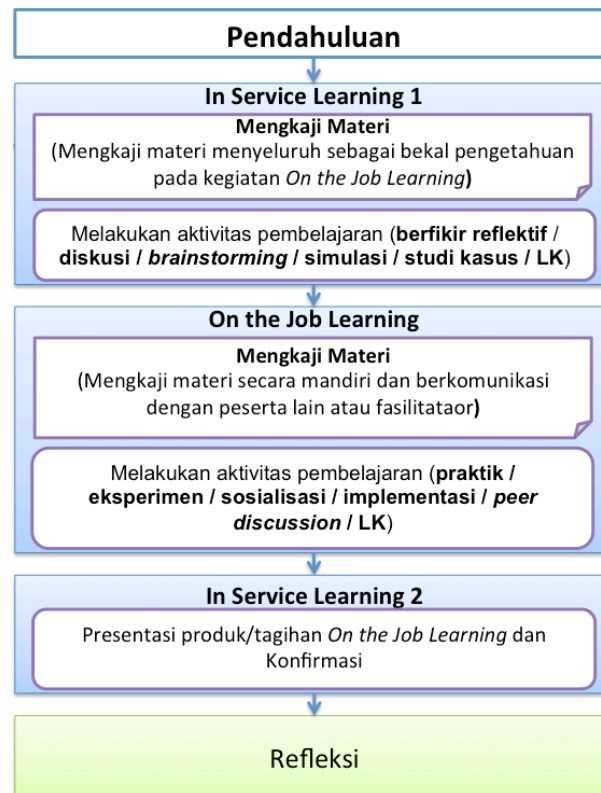 Pendahuluan
In Service Learning 1
Mengkaji Materi
(Mengkaji materi menyeluruh sebagai bekal pengetahuan
pada kegiatan On the Job Learning)
Melakukan aktivitas pembelajaran (berfikir reflektif /
diskusi / brainstorming / simulasi / studi kasus / LK)
On the Job Learning
Mengkaji Materi
(Mengkaji materi secara mandiri dan berkomunikasi
dengan peserta lain atau fasilitataor)
Melakukan aktivitas pembelajaran (praktik /
eksperimen / sosialisasi / implementasi / peer
discussion / LK)
In Service Learning 2
Presentasi produk/tagihan On the Job Learning dan
Konfirmasi
Refleksi